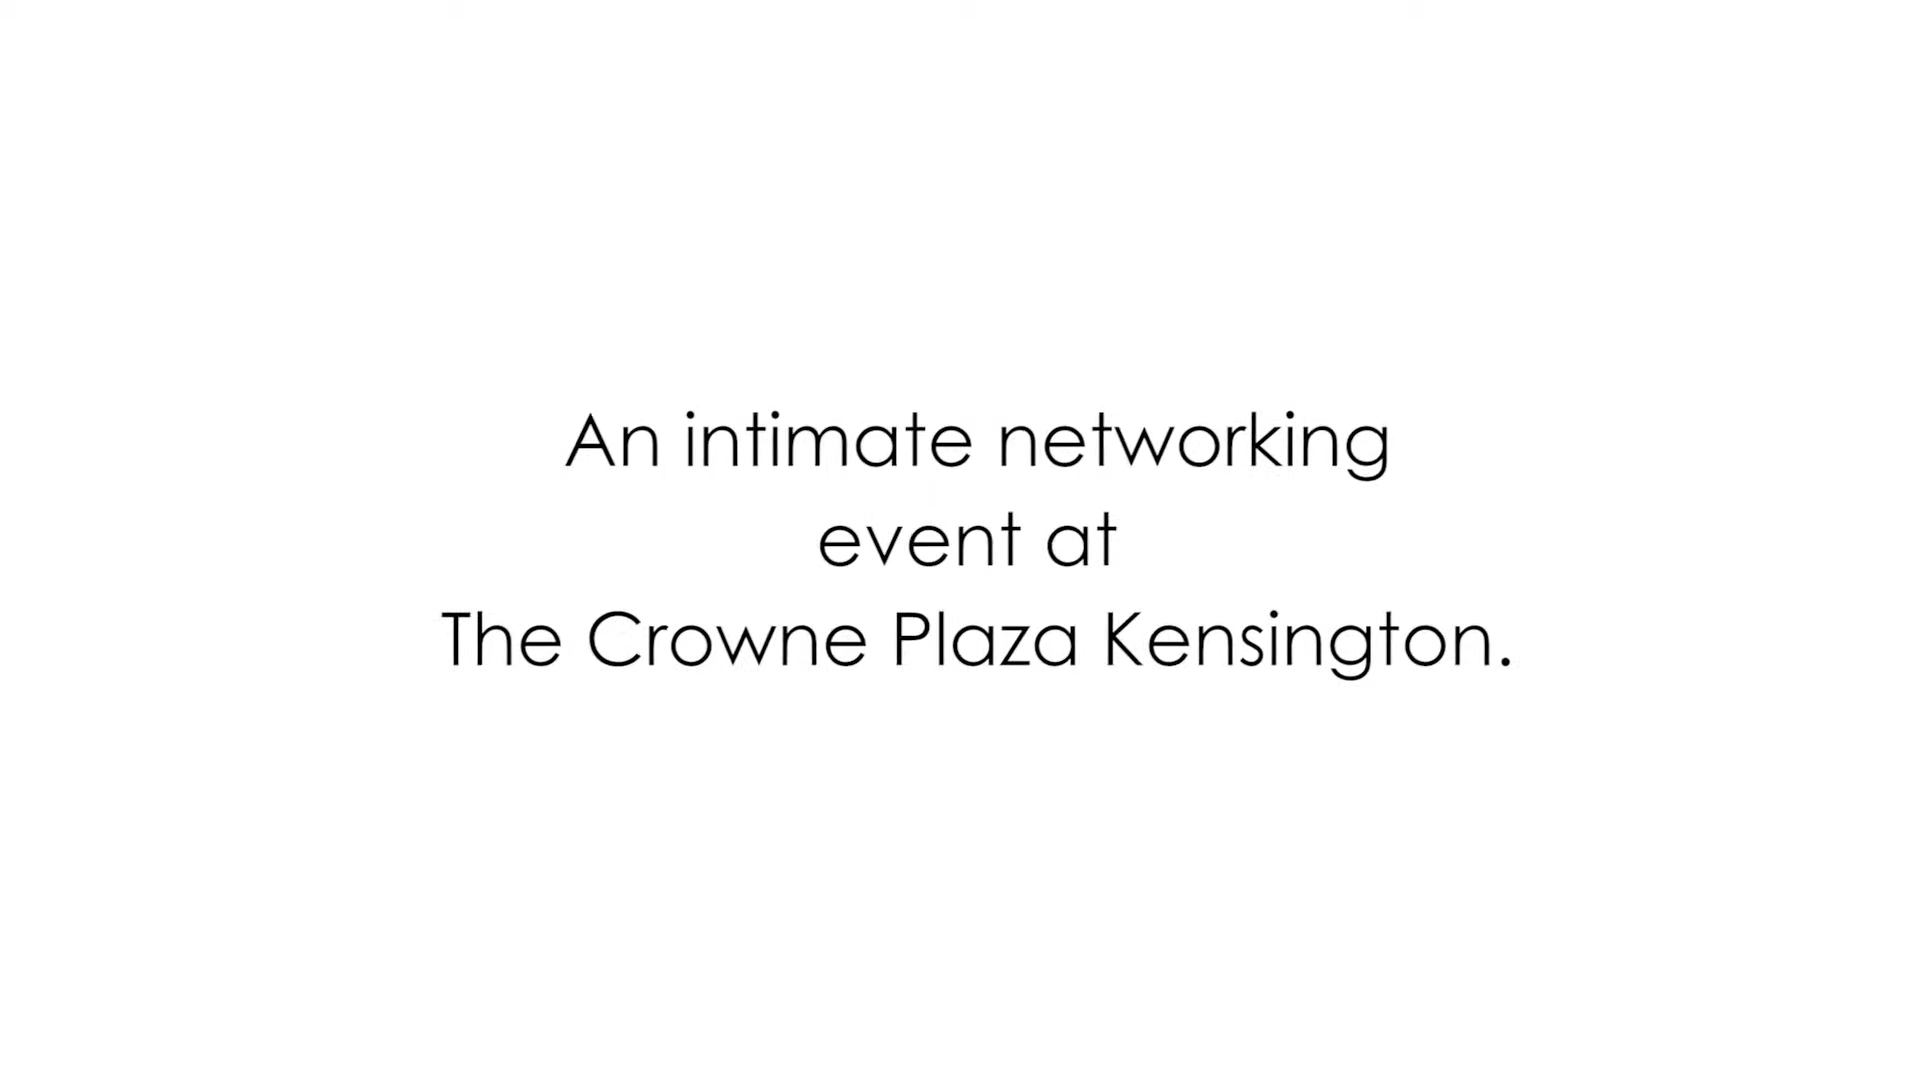 An intimate networking
event at
The Crowne Plaza Kensington.